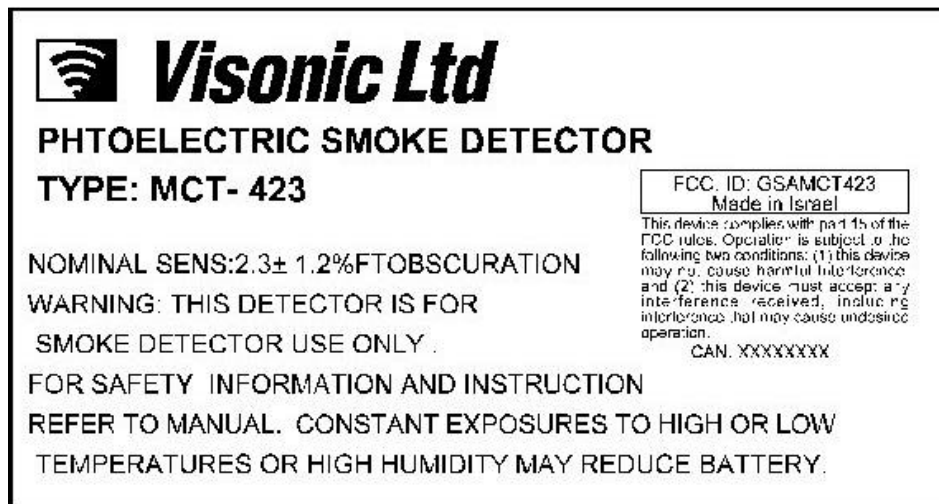 Visonic Ltd
PHTOELECTRIC SMOKE DETECTOR
TYPE: MCT- 423
FCC. ID: GSAMCT423
Made in Israel
This device complies with part 15 of the
FCC rules. Operation is subject to the
following two conditions: (1) this device
may not cause harmful interference
and (2) this device must accept any
interference received, including
interference that may cause undesired
operation.
CAN. XXXXXXXX
NOMINAL SENS:2.3± 1.2%FTOBSCURATION
WARNING: THIS DETECTOR IS FOR
SMOKE DETECTOR USE ONLY .
FOR SAFETY INFORMATION AND INSTRUCTION
REFER TO MANUAL. CONSTANT EXPOSURES TO HIGH OR LOW
TEMPERATURES OR HIGH HUMIDITY MAY REDUCE BATTERY.